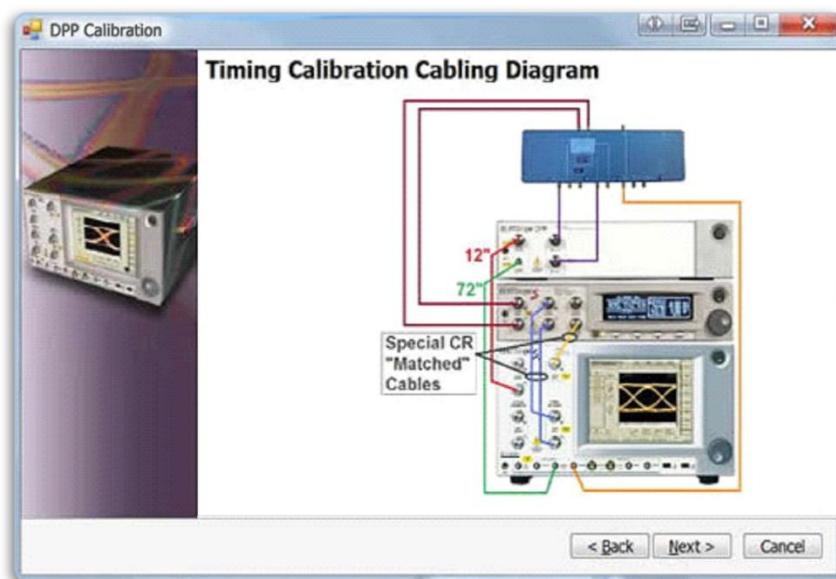 DPP Calibration
Timing Calibration Cabling Diagram
12"
72"
Special CR
"Matched"
Cables
< Back
Next >
Cancel